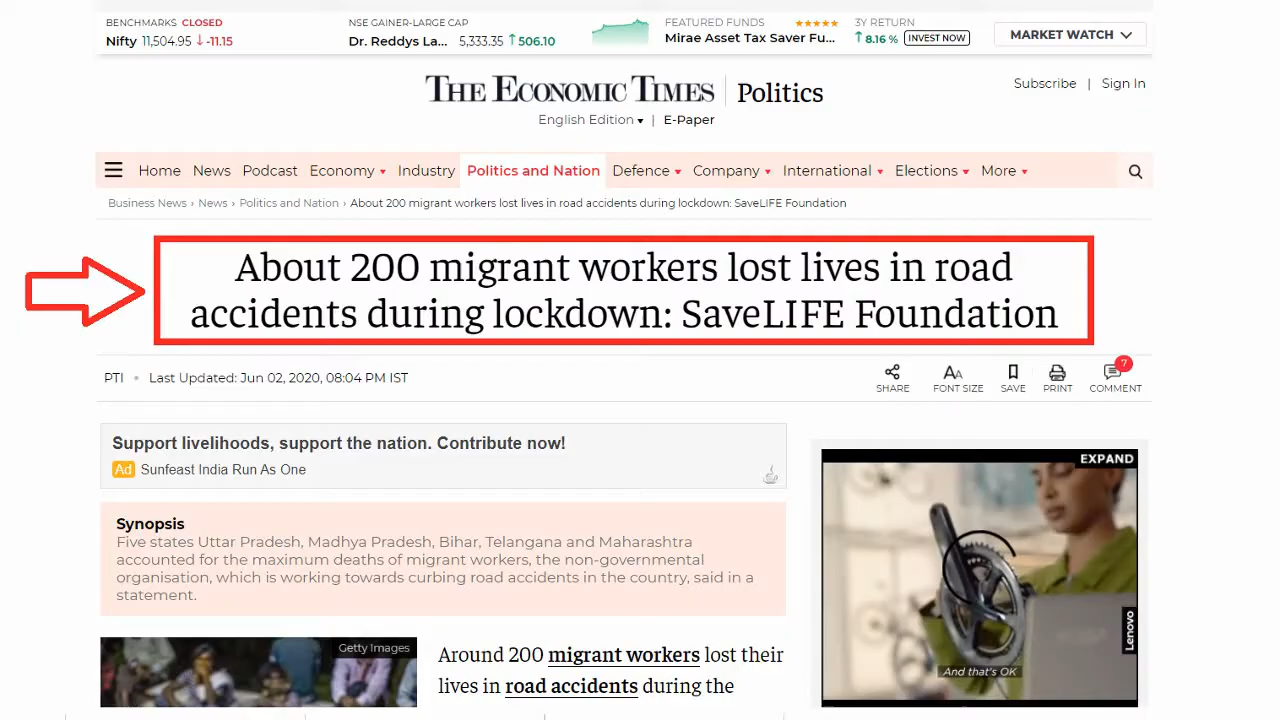 BENCHMARKS CLOSED
Nifty 11,504.95 ↓ -11.15
NSE GAINER-LARGE CAP
Dr. Reddys La... 5,333.35 ↑ 506.10
FEATURED FUNDS ★★★★★
Mirae Asset Tax Saver Fu...
3Y RETURN
↑ 8.16 % INVEST NOW
MARKET WATCH
THE ECONOMIC TIMES | Politics
English Edition ▾ | E-Paper
Subscribe | Sign In
Home News Podcast Economy Industry Politics and Nation Defence Company International Elections More
Business News › News › Politics and Nation › About 200 migrant workers lost lives in road accidents during lockdown: SaveLIFE Foundation
About 200 migrant workers lost lives in road
accidents during lockdown: SaveLIFE Foundation
PTI • Last Updated: Jun 02, 2020, 08:04 PM IST
SHARE FONT SIZE SAVE PRINT COMMENT
7
Support livelihoods, support the nation. Contribute now!
Ad Sunfeast India Run As One
Synopsis
Five states Uttar Pradesh, Madhya Pradesh, Bihar, Telangana and Maharashtra
accounted for the maximum deaths of migrant workers, the non-governmental
organisation, which is working towards curbing road accidents in the country, said in a
statement.
Getty Images
Around 200 migrant workers lost their
lives in road accidents during the
EXPAND
Lenovo
And that's OK